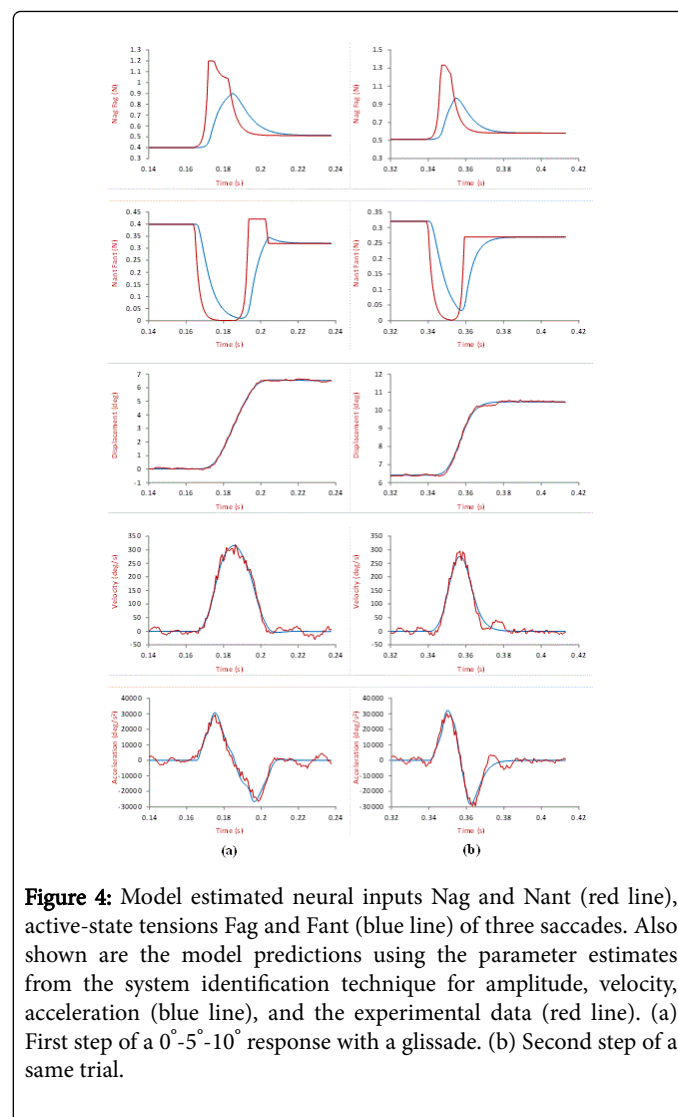 1.3
1.2
1.1
1
0.9
0.8
0.7
0.6
0.5
0.4
0.3
Nag Fag (N)
0.14 0.16 0.18 0.2 0.22 0.24
Time (s)
1.5
1.3
1.1
0.9
0.7
0.5
0.3
Nag Fag (N)
0.32 0.34 0.36 0.38 0.4 0.42
Time (s)
0.45
0.4
0.35
0.3
0.25
0.2
0.15
0.1
0.05
0
Nant Fant (N)
0.14 0.16 0.18 0.2 0.22 0.24
Time (s)
0.35
0.3
0.25
0.2
0.15
0.1
0.05
0
Nant Fant (N)
0.32 0.34 0.36 0.38 0.4 0.42
Time (s)
7
6
5
4
3
2
1
0
-1
Displacement (deg)
0.14 0.16 0.18 0.2 0.22 0.24
Time (s)
12
11
10
9
8
7
6
Displacement (deg)
0.32 0.34 0.36 0.38 0.4 0.42
Time (s)
350
300
250
200
150
100
50
0
-50
Velocity (deg/s)
0.14 0.16 0.18 0.2 0.22 0.24
Time (s)
350
300
250
200
150
100
50
0
-50
Velocity (deg/s)
0.32 0.34 0.36 0.38 0.4 0.42
Time (s)
40000
30000
20000
10000
0
-10000
-20000
-30000
Acceleration (deg/s²)
0.14 0.16 0.18 0.2 0.22 0.24
Time (s)
(a)
40000
30000
20000
10000
0
-10000
-20000
-30000
Acceleration (deg/s²)
0.32 0.34 0.36 0.38 0.4 0.42
Time (s)
(b)
Figure 4: Model estimated neural inputs Nag and Nant (red line),
active-state tensions Fag and Fant (blue line) of three saccades. Also
shown are the model predictions using the parameter estimates
from the system identification technique for amplitude, velocity,
acceleration (blue line), and the experimental data (red line). (a)
First step of a 0°-5°-10° response with a glissade. (b) Second step of a
same trial.